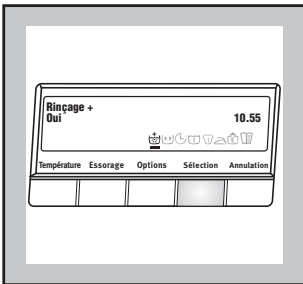 Rinçage +
Oui 10.55
Température Essorage Options Sélection Annulation